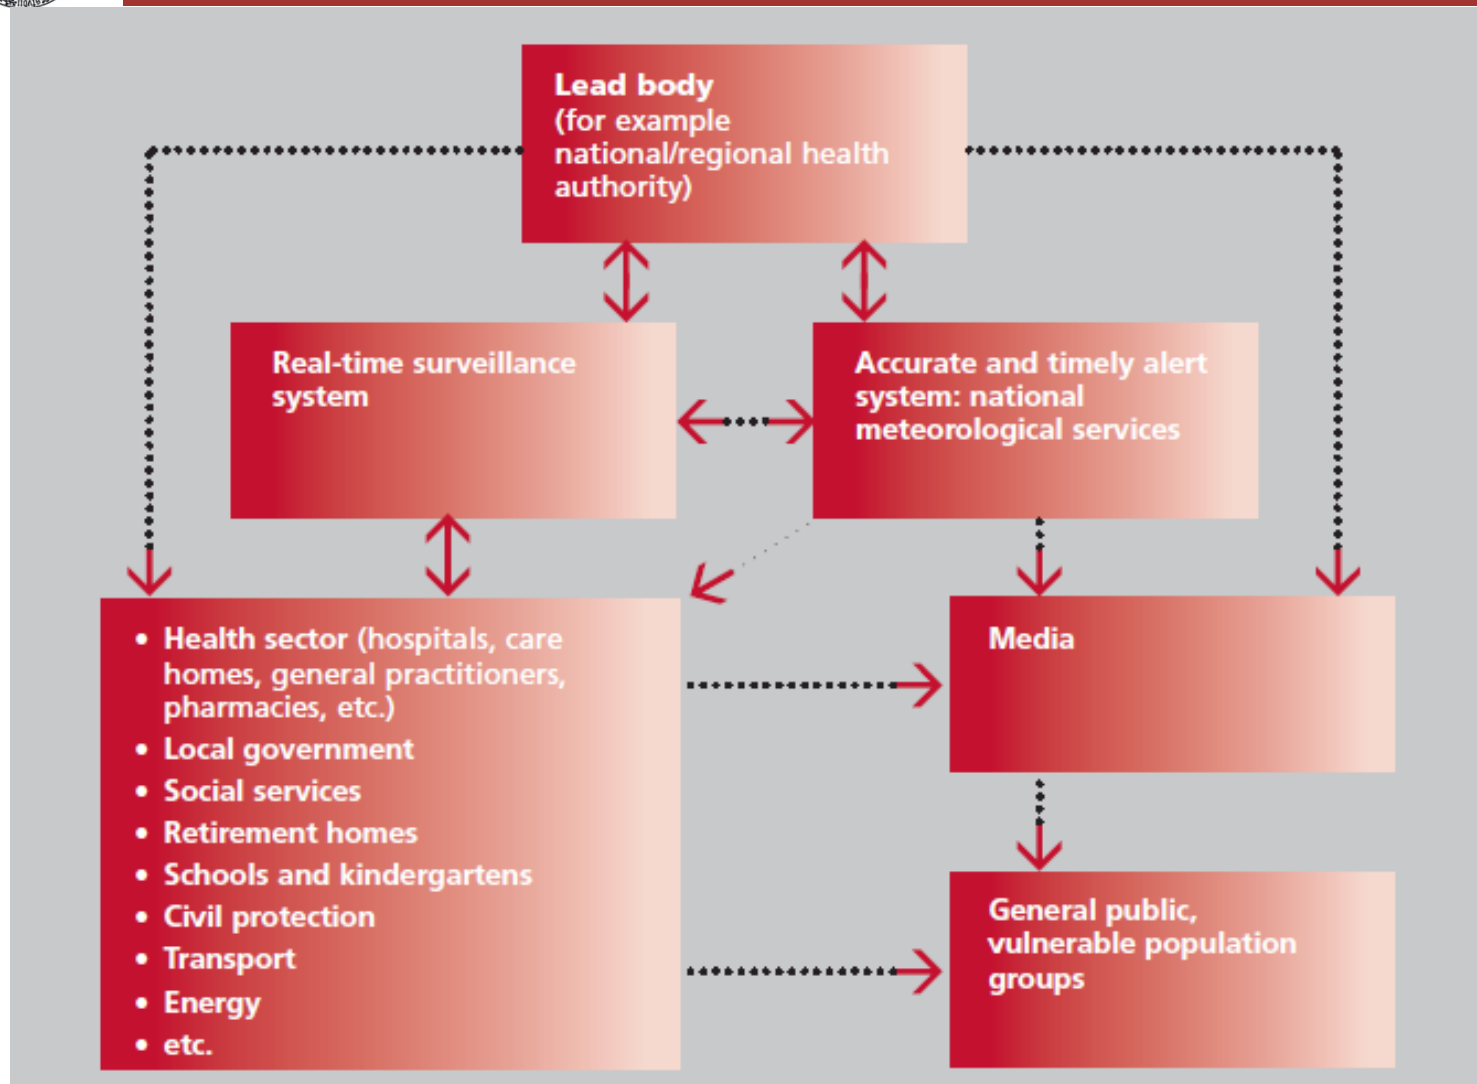 Lead body
(for example
national/regional health
authority)
Real-time surveillance
system
Accurate and timely alert
system: national
meteorological services
• Health sector (hospitals, care
homes, general practitioners,
pharmacies, etc.)
• Local government
• Social services
• Retirement homes
• Schools and kindergartens
• Civil protection
• Transport
• Energy
• etc.
Media
General public,
vulnerable population
groups